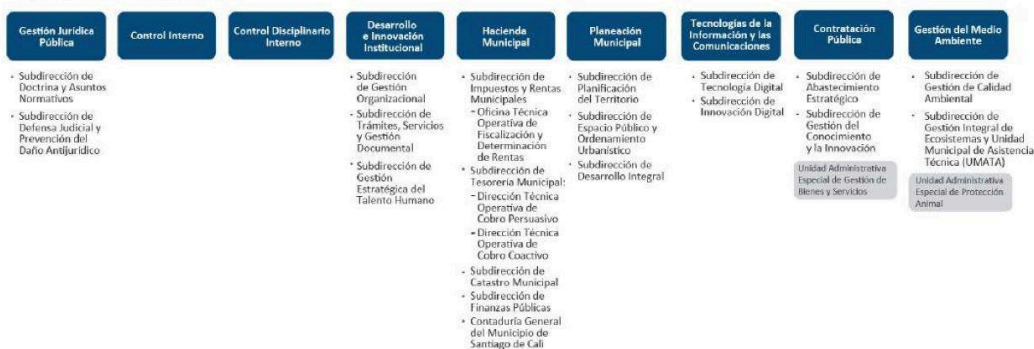 Gestión Jurídica
Pública
• Subdirección de
Doctrina y Asuntos
Normativos
• Subdirección de
Defensa Judicial y
Prevención del
Daño Antijurídico
Control Interno
Control Disciplinario
Interno
Desarrollo
e Innovación
Institucional
• Subdirección
de Gestión
Organizacional
• Subdirección de
Trámites, Servicios
y Gestión
Documental
• Subdirección de
Gestión
Estratégica del
Talento Humano
Hacienda
Municipal
• Subdirección de
Impuestos y Rentas
Municipales
- Oficina Técnica
Operativa de
Fiscalización y
Determinación
de Rentas
• Subdirección de
Tesorería Municipal:
- Dirección Técnica
Operativa de
Cobro Persuasivo
- Dirección Técnica
Operativa de
Cobro Coactivo
• Subdirección de
Catastro Municipal
• Subdirección de
Finanzas Públicas
• Contaduría General
del Municipio de
Santiago de Cali
Planeación
Municipal
• Subdirección de
Planificación
del Territorio
• Subdirección de
Espacio Público y
Ordenamiento
Urbanístico
• Subdirección de
Desarrollo Integral
Tecnologías de la
Información y las
Comunicaciones
• Subdirección de
Tecnología Digital
• Subdirección de
Innovación Digital
Contratación
Pública
• Subdirección de
Abastecimiento
Estratégico
• Subdirección de
Gestión del
Conocimiento
y la Innovación
Unidad Administrativa
Especial de Gestión de
Bienes y Servicios
Gestión del Medio
Ambiente
• Subdirección de
Gestión de Calidad
Ambiental
• Subdirección de
Gestión Integral de
Ecosistemas y Unidad
Municipal de Asistencia
Técnica (UMATA)
Unidad Administrativa
Especial de Protección
Animal